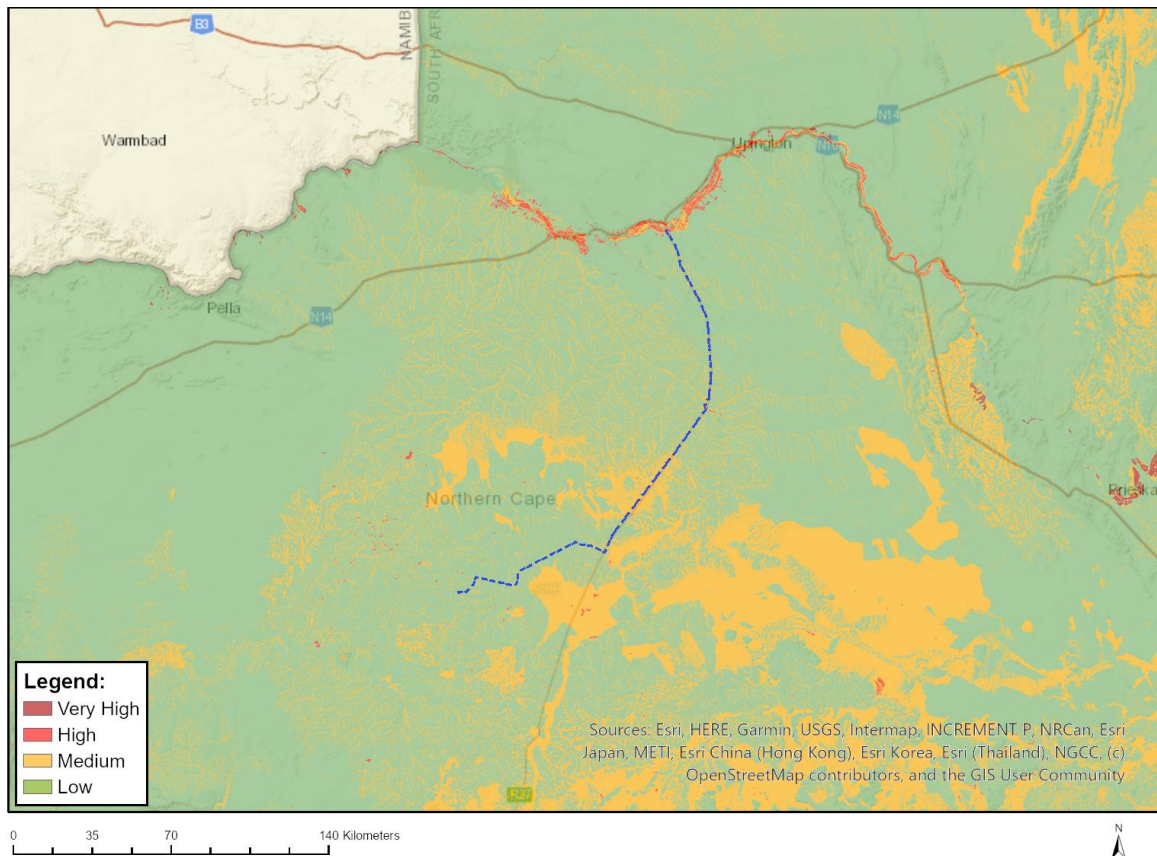 B3
NAMIB
SOUTH AFR
Warmbad
N14
Upington
N10
Pella
N14
Northern Cape
Prieska
Legend:
Very High
High
Medium
Low
Sources: Esri, HERE, Garmin, USGS, Intermap, INCREMENT P, NRCan, Esri
Japan, METI, Esri China (Hong Kong), Esri Korea, Esri (Thailand), NGCC, (c)
OpenStreetMap contributors, and the GIS User Community
R27
0 35 70 140 Kilometers
N